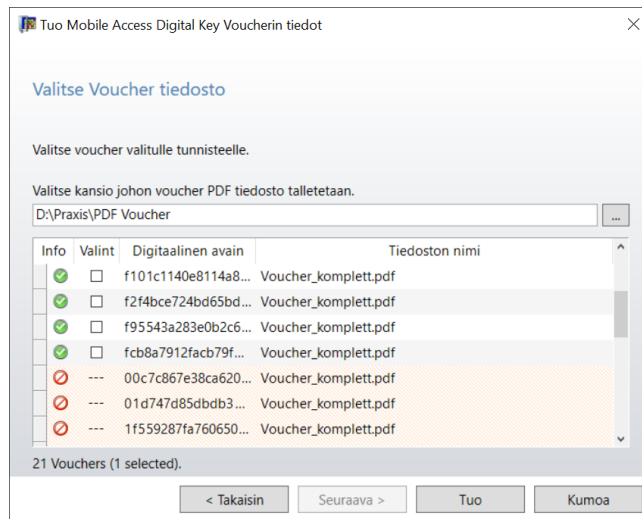 Tuo Mobile Access Digital Key Voucherin tiedot
Valitse Voucher tiedosto
Valitse voucher valitulle tunnisteelle.
Valitse kansio johon voucher PDF tiedosto talletetaan.
D:\Praxis\PDF Voucher ...
Info Valint Digitaalinen avain Tiedoston nimi
f101c1140e8114a8... Voucher_komplett.pdf
f2f4bce724bd65bd... Voucher_komplett.pdf
f95543a283e0b2c6... Voucher_komplett.pdf
fcb8a7912facb79f... Voucher_komplett.pdf
--- 00c7c867e38ca620... Voucher_komplett.pdf
--- 01d747d85dbdb3... Voucher_komplett.pdf
--- 1f559287fa760650... Voucher_komplett.pdf
21 Vouchers (1 selected).
< Takaisin Seuraava > Tuo Kumoa